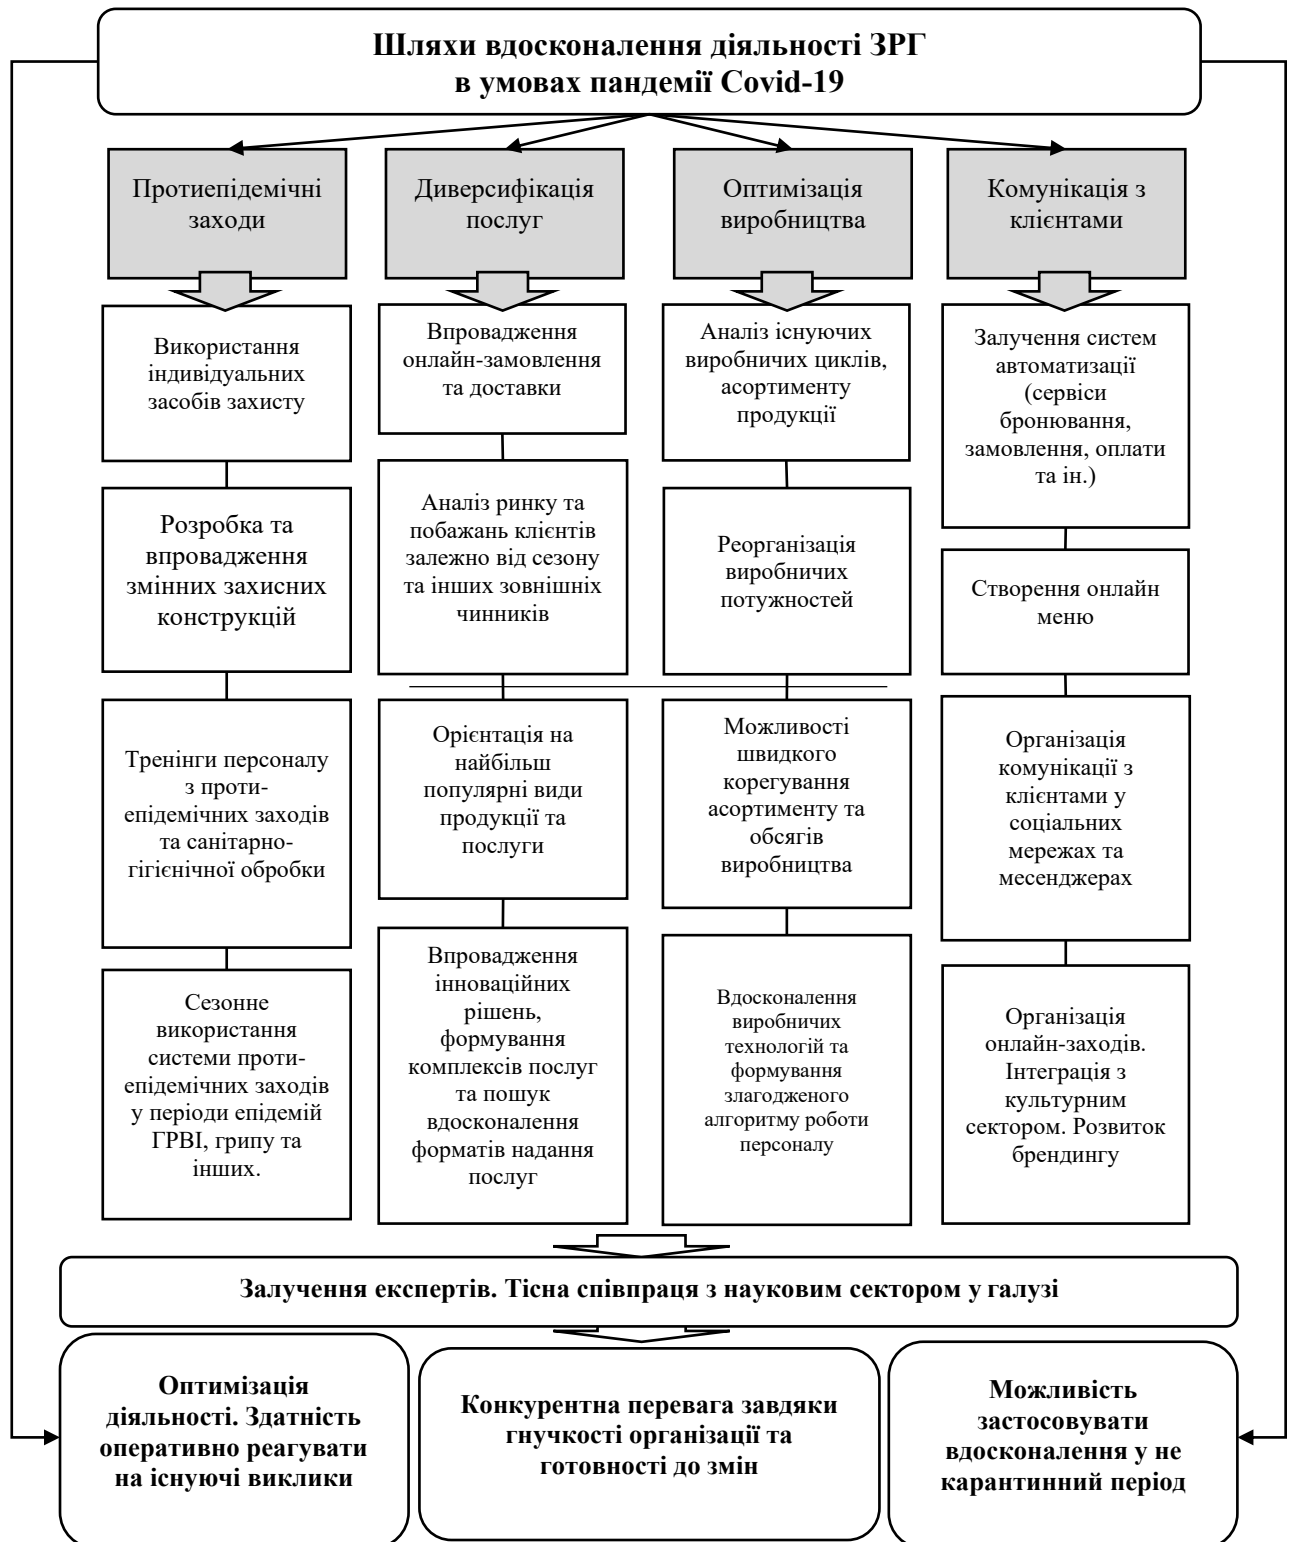 Шляхи вдосконалення діяльності ЗРГ
в умовах пандемії Covid-19
Протиепідемічні
заходи
Диверсифікація
послуг
Оптимізація
виробництва
Комунікація з
клієнтами
Використання
індивідуальних
засобів захисту
Розробка та
впровадження
змінних захисних
конструкцій
Тренінги персоналу
з проти-
епідемічних заходів
та санітарно-
гігієнічної обробки
Сезонне
використання
системи проти-
епідемічних заходів
у періоди епідемій
ГРВІ, грипу та
інших.
Впровадження
онлайн-замовлення
та доставки
Аналіз ринку та
побажань клієнтів
залежно від сезону
та інших зовнішніх
чинників
Орієнтація на
найбільш
популярні види
продукції та
послуги
Впровадження
інноваційних
рішень,
формування
комплексів послуг
та пошук
вдосконалення
форматів надання
послуг
Аналіз існуючих
виробничих циклів,
асортименту
продукції
Реорганізація
виробничих
потужностей
Можливості
швидкого
корегування
асортименту та
обсягів
виробництва
Вдосконалення
виробничих
технологій та
формування
злагодженого
алгоритму роботи
персоналу
Залучення систем
автоматизації
(сервіси
бронювання,
замовлення, оплати
та ін.)
Створення онлайн
меню
Організація
комунікації з
клієнтами у
соціальних
мережах та
месенджерах
Організація
онлайн-заходів.
Інтеграція з
культурним
сектором. Розвиток
брендингу
Залучення експертів. Тісна співпраця з науковим сектором у галузі
Оптимізація
діяльності. Здатність
оперативно реагувати
на існуючі виклики
Конкурентна перевага завдяки
гнучкості організації та
готовності до змін
Можливість
застосовувати
вдосконалення у не
карантинний період